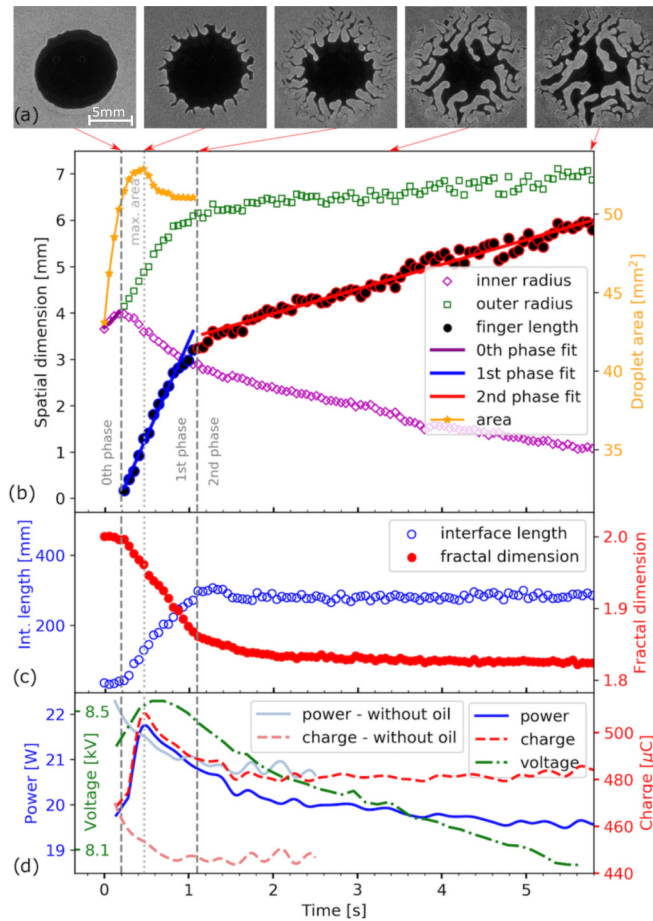 (a)
5mm
7
6
5
4
3
2
1
0
Spatial dimension [mm]
max. area
0th phase
1st phase
2nd phase
inner radius
outer radius
finger length
0th phase fit
1st phase fit
2nd phase fit
area
50
45
40
35
Droplet area [mm²]
(b)
400
200
Int. length [mm]
interface length
fractal dimension
2.0
1.9
1.8
Fractal dimension
(c)
22
21
20
19
Power [W]
8.5
8.1
Voltage [kV]
power - without oil
charge - without oil
power
charge
voltage
500
480
460
440
Charge [µC]
(d)
0 1 2 3 4 5
Time [s]